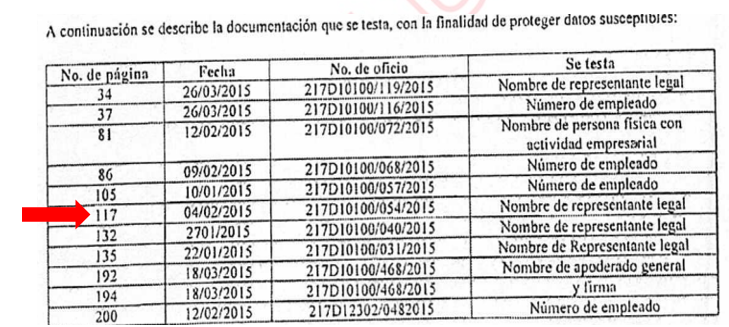 A continuación se describe la documentación que se testa, con la finalidad de proteger datos susceptibles:
No. de página Fecha No. de oficio Se testa
34 26/03/2015 217D10100/119/2015 Nombre de representante legal
37 26/03/2015 217D10100/116/2015 Número de empleado
81 12/02/2015 217D10100/072/2015 Nombre de persona física con
actividad empresarial
86 09/02/2015 217D10100/068/2015 Número de empleado
105 10/01/2015 217D10100/057/2015 Número de empleado
117 04/02/2015 217D10100/054/2015 Nombre de representante legal
132 2701/2015 217D10100/040/2015 Nombre de representante legal
135 22/01/2015 217D10100/031/2015 Nombre de Representante legal
192 18/03/2015 217D10100/468/2015 Nombre de apoderado general
194 18/03/2015 217D10100/468/2015 y firma
200 12/02/2015 217D12302/0482015 Número de empleado